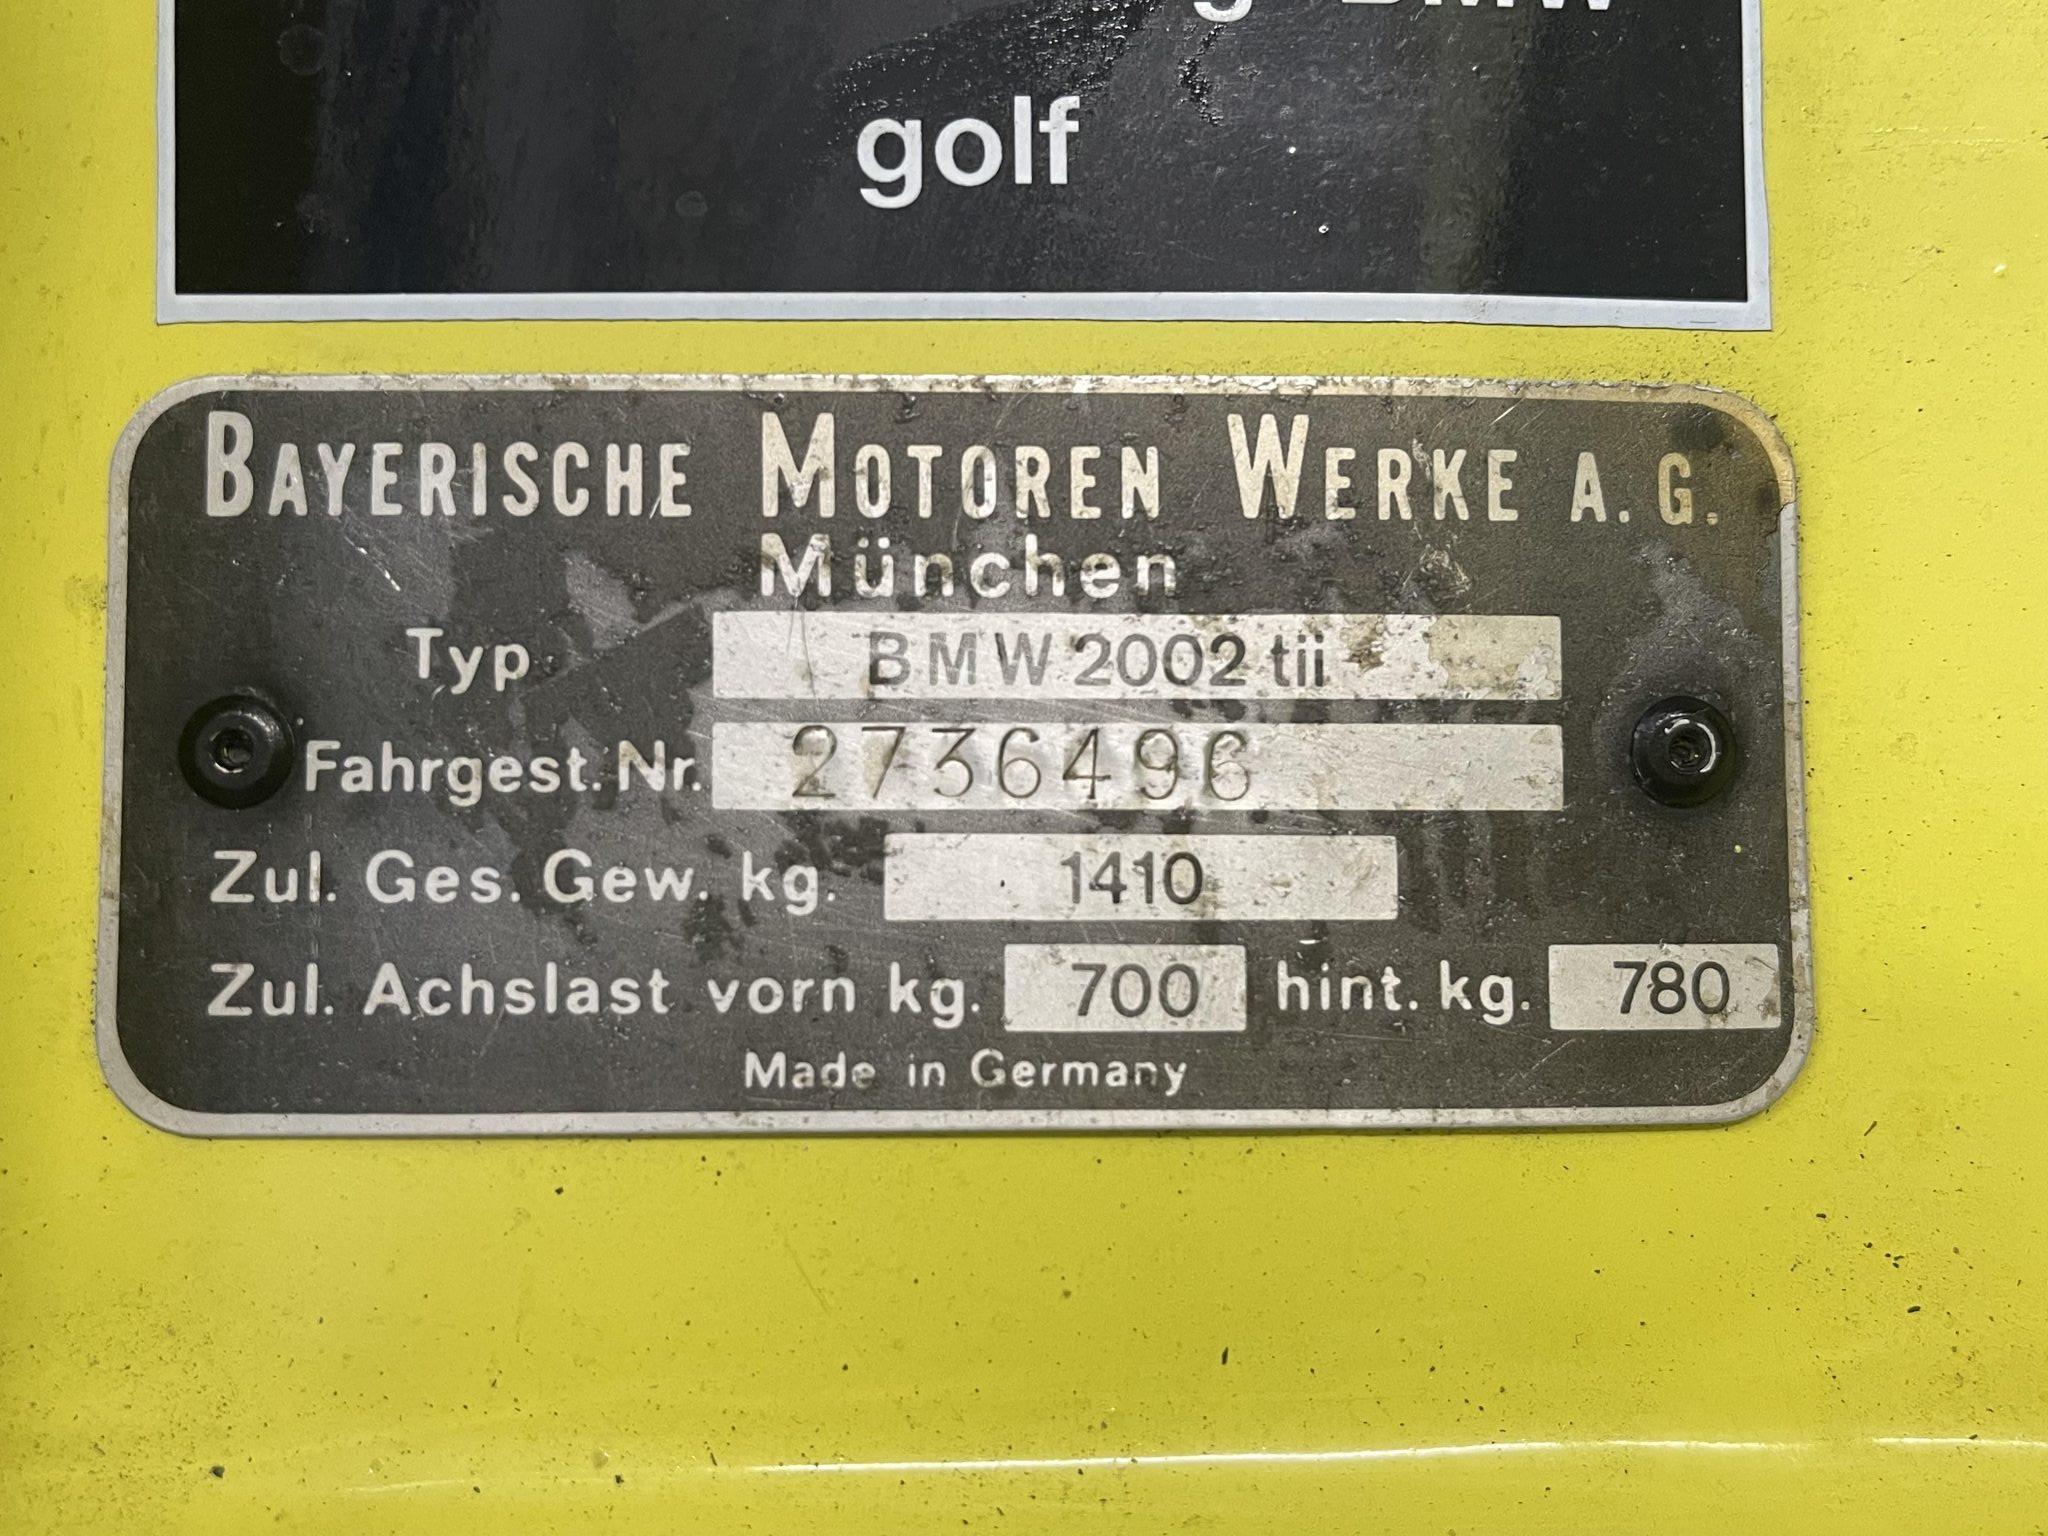 g BMW
golf
BAYERISCHE MOTOREN WERKE A.G.
München
Typ BMW 2002 tii
Fahrgest. Nr. 2736496
Zul. Ges. Gew. kg. 1410
Zul. Achslast vorn kg. 700 hint. kg. 780
Made in Germany